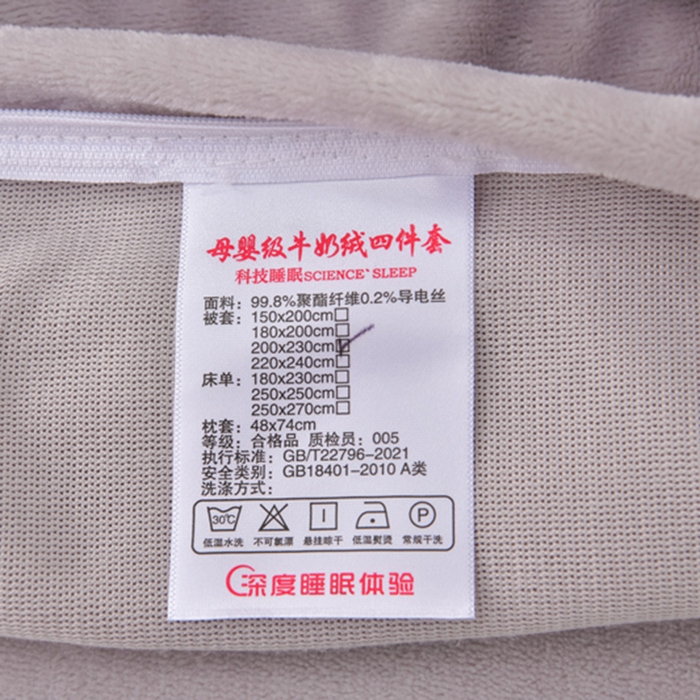 母婴级牛奶绒四件套
科技睡眠SCIENCE`SLEEP
面料：99.8%聚酯纤维0.2%导电丝
被套：150x200cm□
180x200cm□
200x230cm☑
220x240cm□
床单：180x230cm□
250x250cm□
250x270cm□
枕套：48x74cm
等级：合格品 质检员：005
执行标准：GB/T22796-2021
安全类别：GB18401-2010 A类
洗涤方式：
30℃ P
低温水洗 不可氯漂 悬挂晾干 低温熨烫 常规干洗
深度睡眠体验